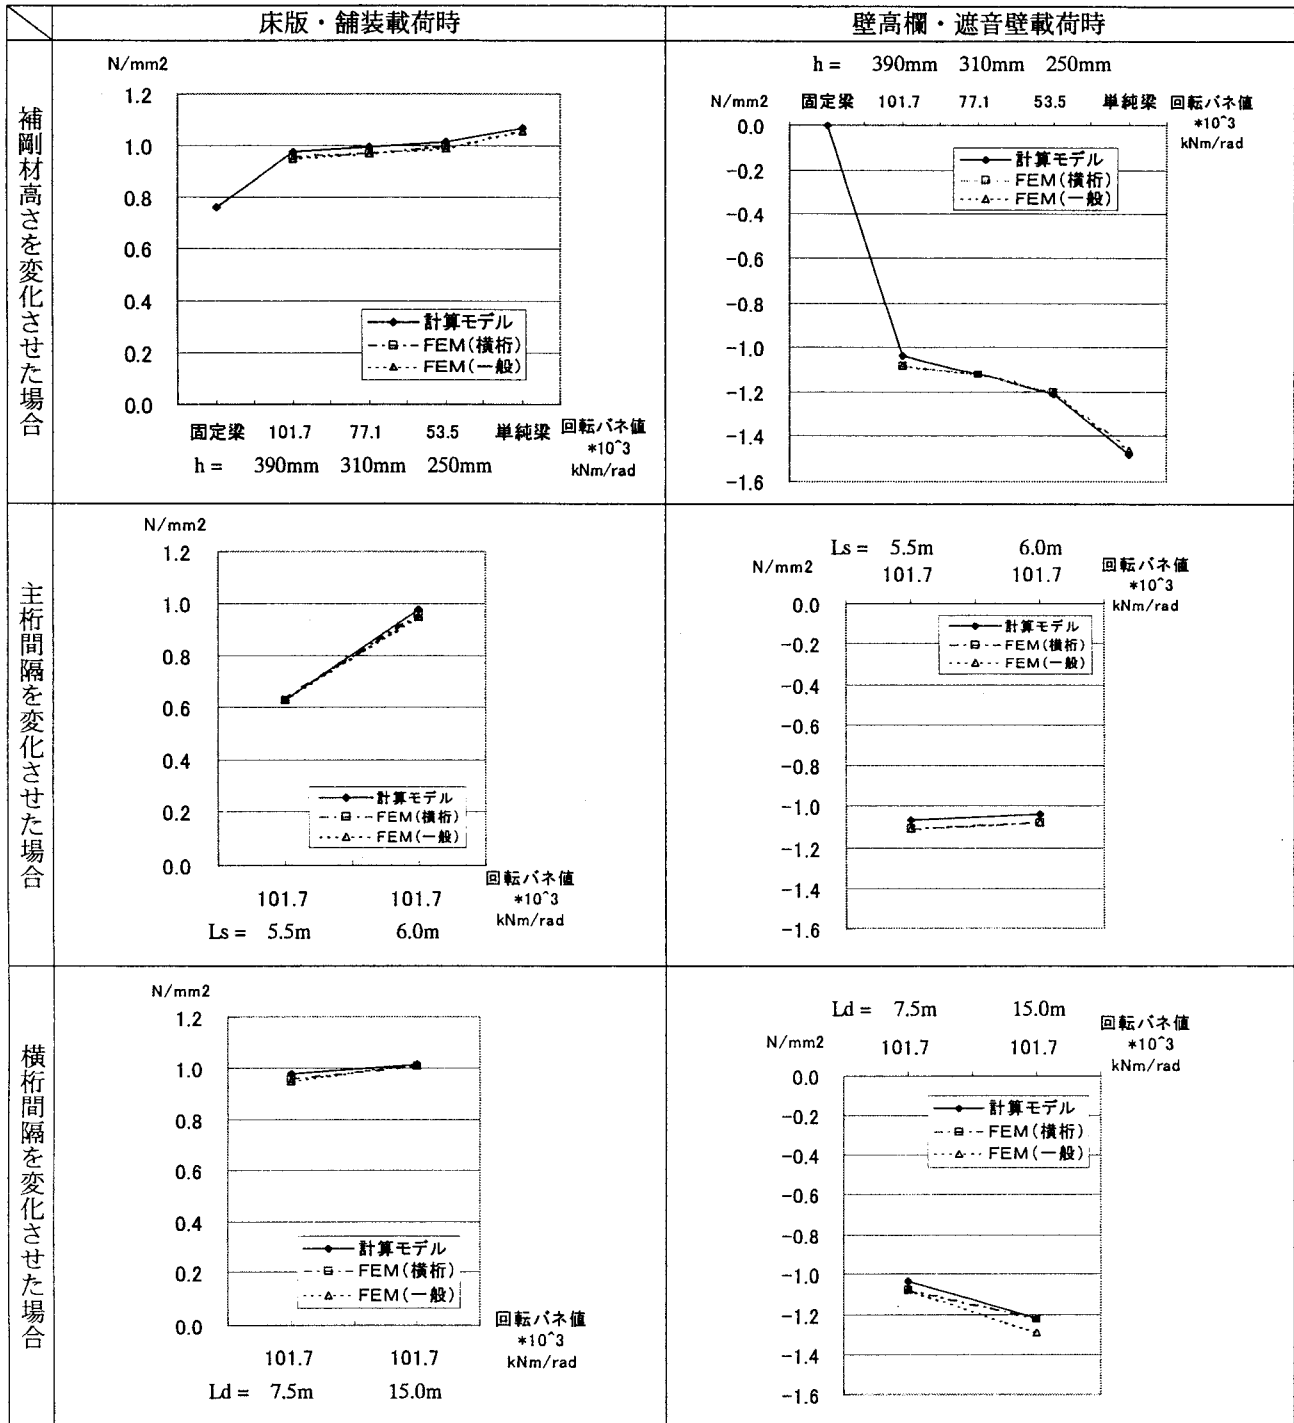 床版・舗装載荷時
壁高欄・遮音壁載荷時
補剛材高さを変化させた場合
N/mm2
1.2
1.0
0.8
0.6
0.4
0.2
0.0
計算モデル
FEM(横桁)
FEM(一般)
固定梁 101.7 77.1 53.5 単純梁 回転バネ値
*10^3
kNm/rad
h = 390mm 310mm 250mm
h = 390mm 310mm 250mm
N/mm2 固定梁 101.7 77.1 53.5 単純梁 回転バネ値
*10^3
kNm/rad
0.0
-0.2
-0.4
-0.6
-0.8
-1.0
-1.2
-1.4
-1.6
計算モデル
FEM(横桁)
FEM(一般)
主桁間隔を変化させた場合
N/mm2
1.2
1.0
0.8
0.6
0.4
0.2
0.0
計算モデル
FEM(横桁)
FEM(一般)
101.7 101.7 回転バネ値
*10^3
kNm/rad
Ls = 5.5m 6.0m
Ls = 5.5m 6.0m
N/mm2 101.7 101.7 回転バネ値
*10^3
kNm/rad
0.0
-0.2
-0.4
-0.6
-0.8
-1.0
-1.2
-1.4
-1.6
計算モデル
FEM(横桁)
FEM(一般)
横桁間隔を変化させた場合
N/mm2
1.2
1.0
0.8
0.6
0.4
0.2
0.0
計算モデル
FEM(横桁)
FEM(一般)
101.7 101.7 回転バネ値
*10^3
kNm/rad
Ld = 7.5m 15.0m
Ld = 7.5m 15.0m
N/mm2 101.7 101.7 回転バネ値
*10^3
kNm/rad
0.0
-0.2
-0.4
-0.6
-0.8
-1.0
-1.2
-1.4
-1.6
計算モデル
FEM(横桁)
FEM(一般)